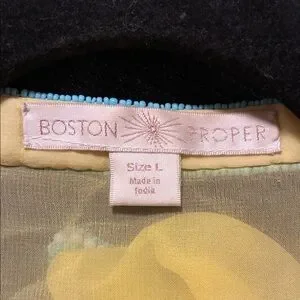 BOSTON PROPER
Size L
Made in
India